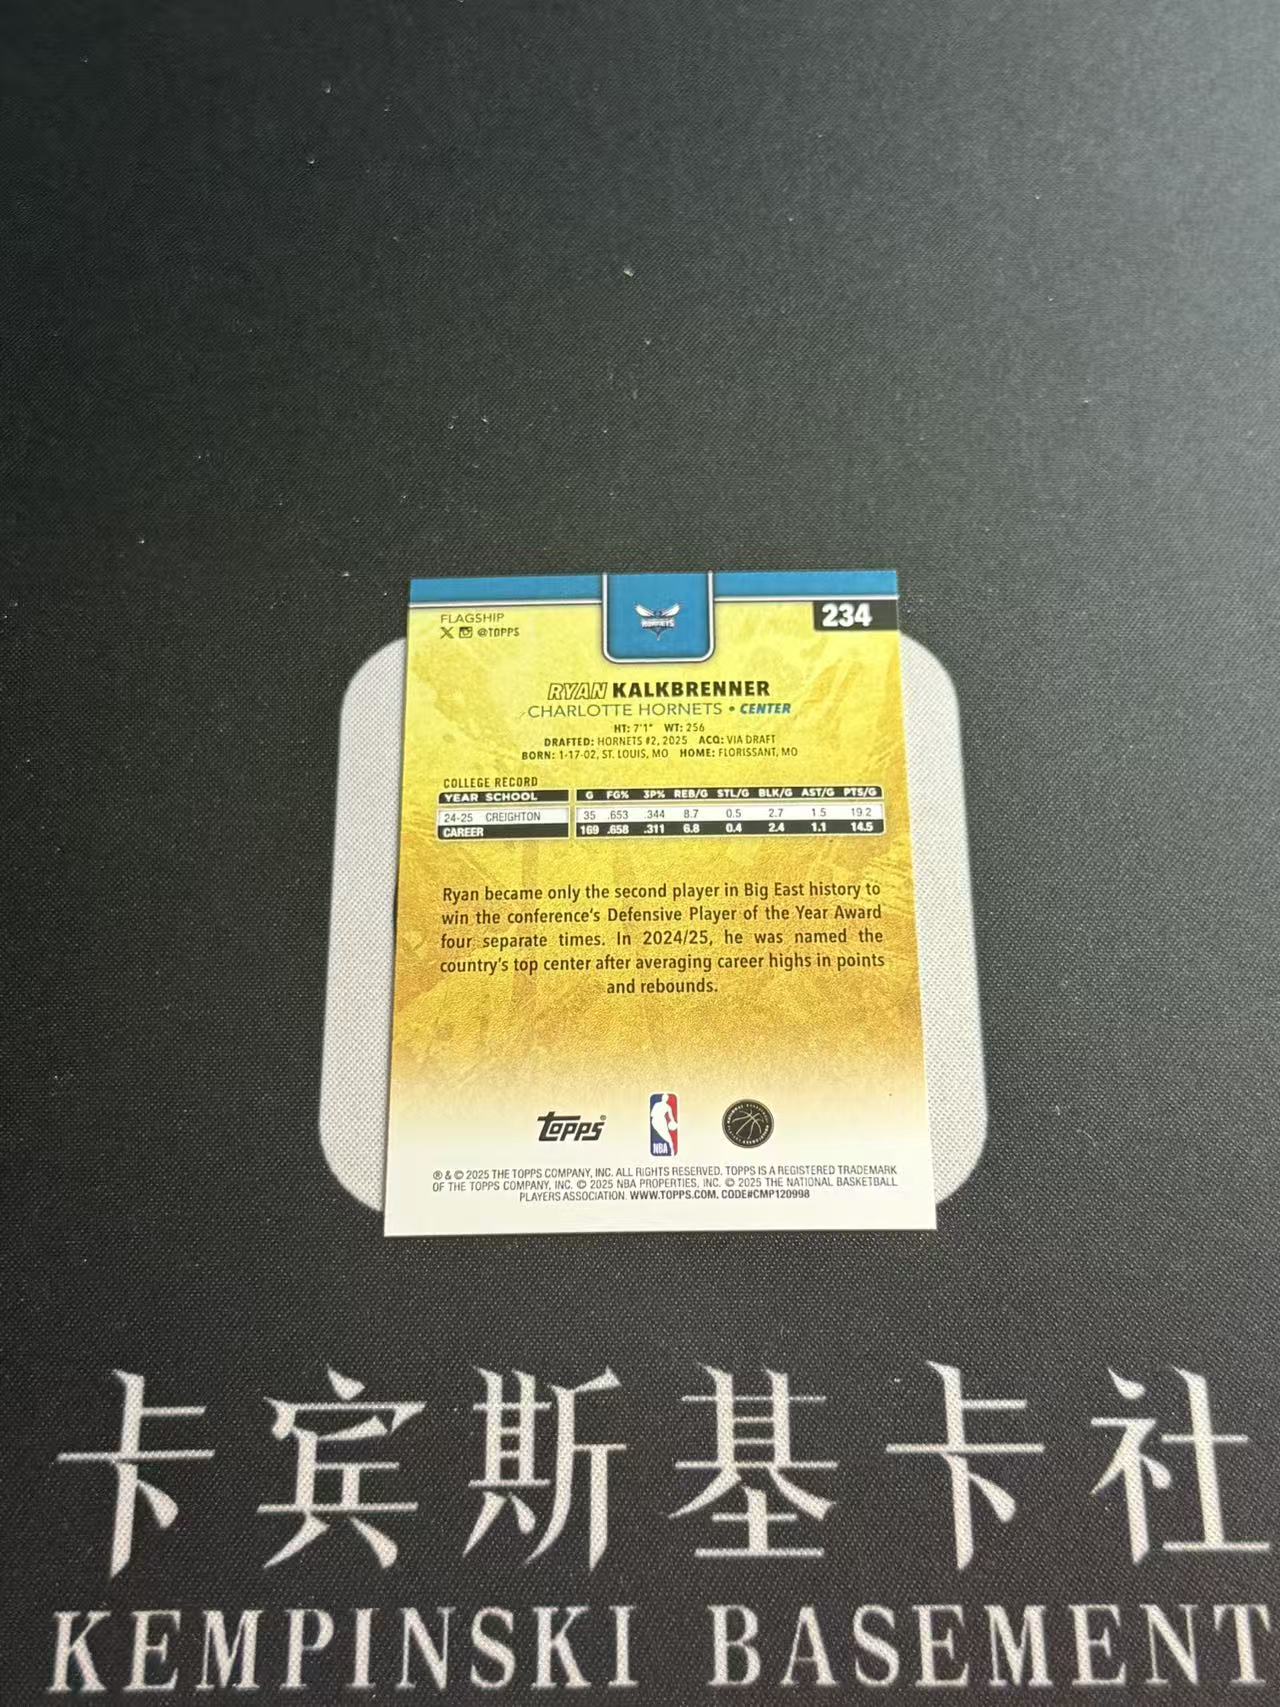 FLAGSHIP
@TOPPS
HORNETS
234
RYAN KALKBRENNER
CHARLOTTE HORNETS • CENTER
HT: 7'1" WT: 256
DRAFTED: HORNETS #2, 2025 ACQ: VIA DRAFT
BORN: 1-17-02, ST. LOUIS, MO HOME: FLORISSANT, MO
COLLEGE RECORD
YEAR SCHOOL G FG% 3P% REB/G STL/G BLK/G AST/G PTS/G
24-25 CREIGHTON 35 .653 .344 8.7 0.5 2.7 1.5 19.2
CAREER 169 .658 .311 6.8 0.4 2.4 1.1 14.5
Ryan became only the second player in Big East history to
win the conference's Defensive Player of the Year Award
four separate times. In 2024/25, he was named the
country's top center after averaging career highs in points
and rebounds.
Topps®
NBA
® & © 2025 THE TOPPS COMPANY, INC. ALL RIGHTS RESERVED. TOPPS IS A REGISTERED TRADEMARK
OF THE TOPPS COMPANY, INC. © 2025 NBA PROPERTIES, INC. © 2025 THE NATIONAL BASKETBALL
PLAYERS ASSOCIATION. WWW.TOPPS.COM. CODE#CMP120998
卡宾斯基卡社
KEMPINSKI BASEMENT